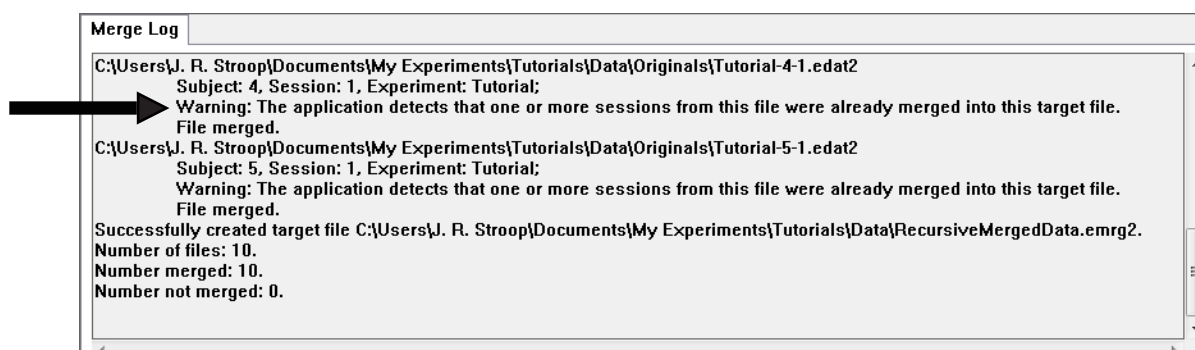 Merge Log
C:\Users\J. R. Stroop\Documents\My Experiments\Tutorials\Data\Originals\Tutorial-4-1.edat2
Subject: 4, Session: 1, Experiment: Tutorial;
Warning: The application detects that one or more sessions from this file were already merged into this target file.
File merged.
C:\Users\J. R. Stroop\Documents\My Experiments\Tutorials\Data\Originals\Tutorial-5-1.edat2
Subject: 5, Session: 1, Experiment: Tutorial;
Warning: The application detects that one or more sessions from this file were already merged into this target file.
File merged.
Successfully created target file C:\Users\J. R. Stroop\Documents\My Experiments\Tutorials\Data\RecursiveMergedData.emrg2.
Number of files: 10.
Number merged: 10.
Number not merged: 0.